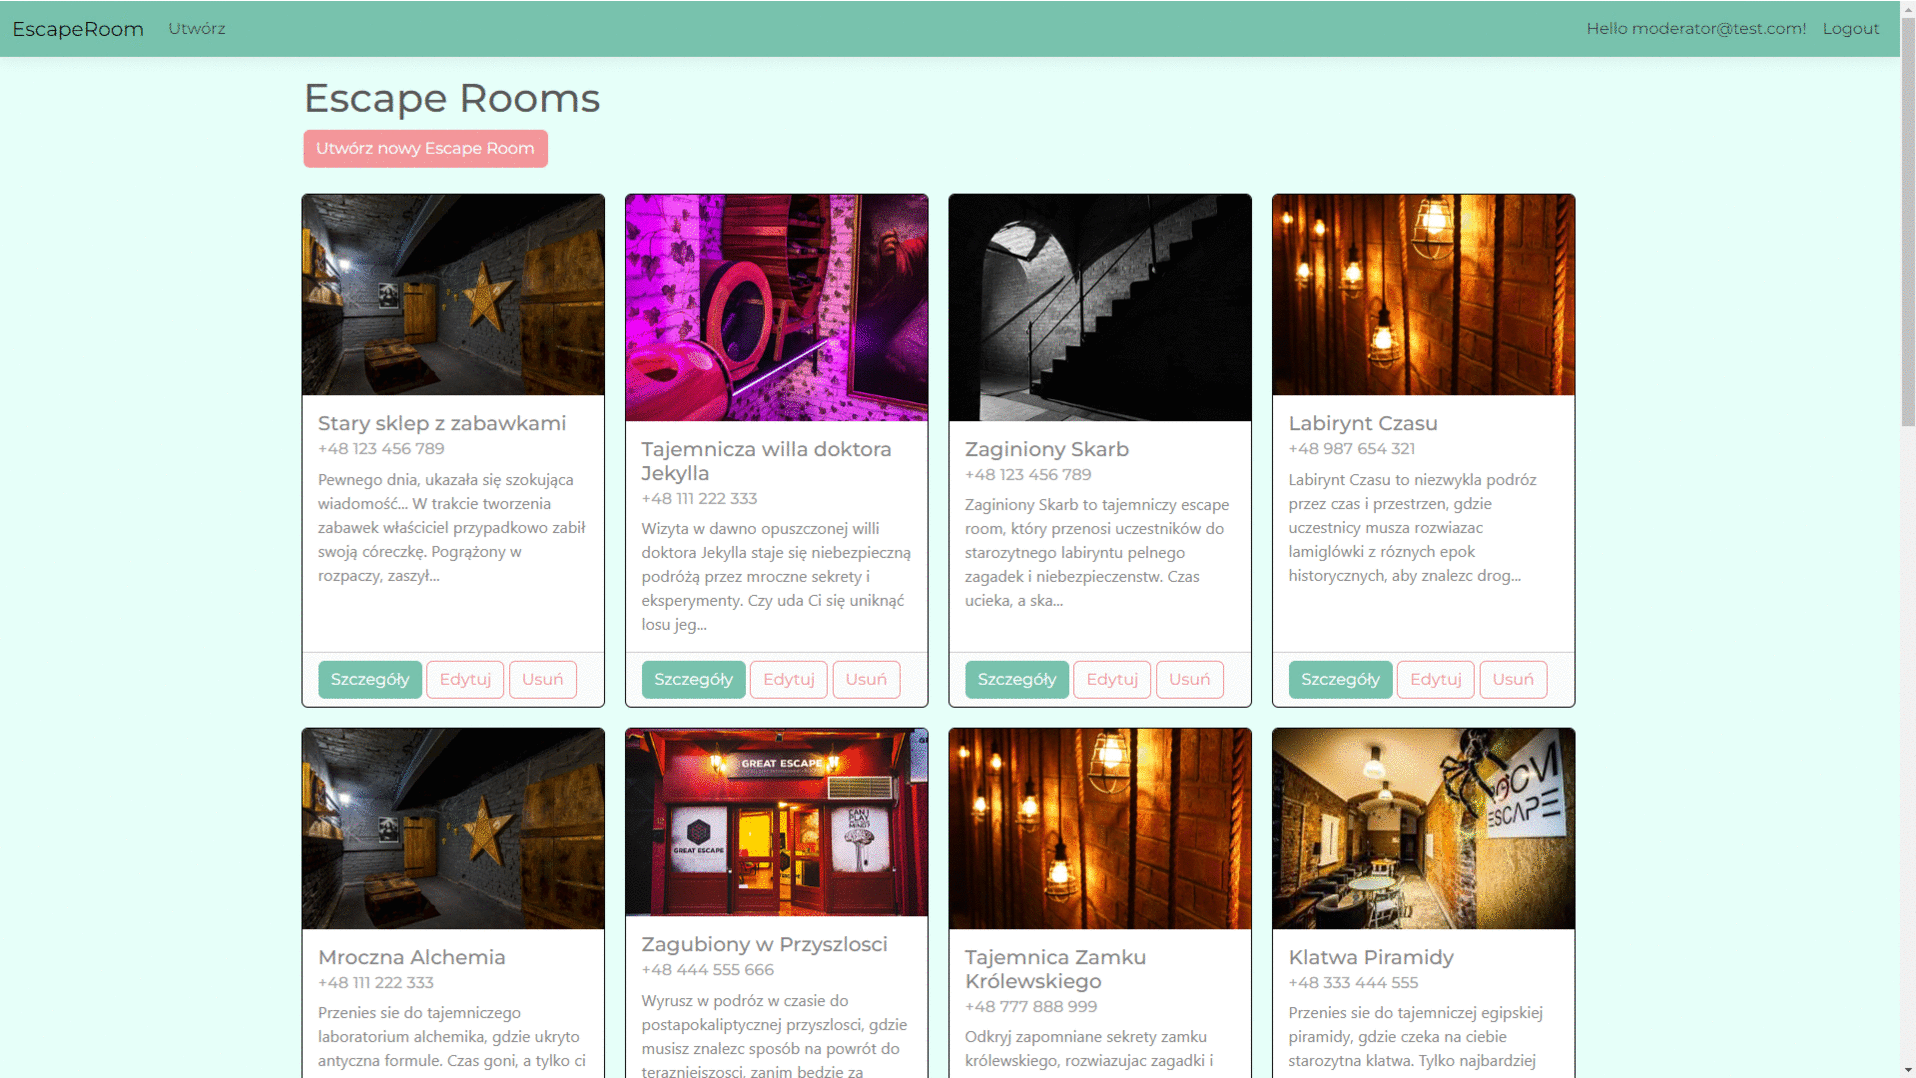 EscapeRoom Utwórz Hello moderator@test.com! Logout
Escape Rooms
Utwórz nowy Escape Room
Stary sklep z zabawkami
+48 123 456 789
Pewnego dnia, ukazała się szokująca
wiadomość... W trakcie tworzenia
zabawek właściciel przypadkowo zabił
swoją córeczkę. Pogrążony w
rozpaczy, zaszył...
Szczegóły Edytuj Usuń
Tajemnicza willa doktora
Jekylla
+48 111 222 333
Wizyta w dawno opuszczonej willi
doktora Jekylla staje się niebezpieczną
podróżą przez mroczne sekrety i
eksperymenty. Czy uda Ci się uniknąć
losu jeg...
Szczegóły Edytuj Usuń
Zaginiony Skarb
+48 123 456 789
Zaginiony Skarb to tajemniczy escape
room, który przenosi uczestników do
starozytnego labiryntu pelnego
zagadek i niebezpieczenstw. Czas
ucieka, a ska...
Szczegóły Edytuj Usuń
Labirynt Czasu
+48 987 654 321
Labirynt Czasu to niezwykla podróz
przez czas i przestrzen, gdzie
uczestnicy musza rozwiazac
lamiglówki z róznych epok
historycznych, aby znalezc drog...
Szczegóły Edytuj Usuń
Mroczna Alchemia
+48 111 222 333
Przenies sie do tajemniczego
laboratorium alchemika, gdzie ukryto
antyczna formule. Czas goni, a tylko ci
GREAT ESCAPE
CAN I
PLAY
MIND?
GREAT ESCAPE
Zagubiony w Przyszlosci
+48 444 555 666
Wyrusz w podróz w czasie do
postapokaliptycznej przyszlosci, gdzie
musisz znalezc sposób na powrót do
terazniejszosci, zanim bedzie za
Tajemnica Zamku
Królewskiego
+48 777 888 999
Odkryj zapomniane sekrety zamku
królewskiego, rozwiazujac zagadki i
ESCAPE
Klatwa Piramidy
+48 333 444 555
Przenies sie do tajemniczej egipskiej
piramidy, gdzie czeka na ciebie
starozytna klatwa. Tylko najbardziej